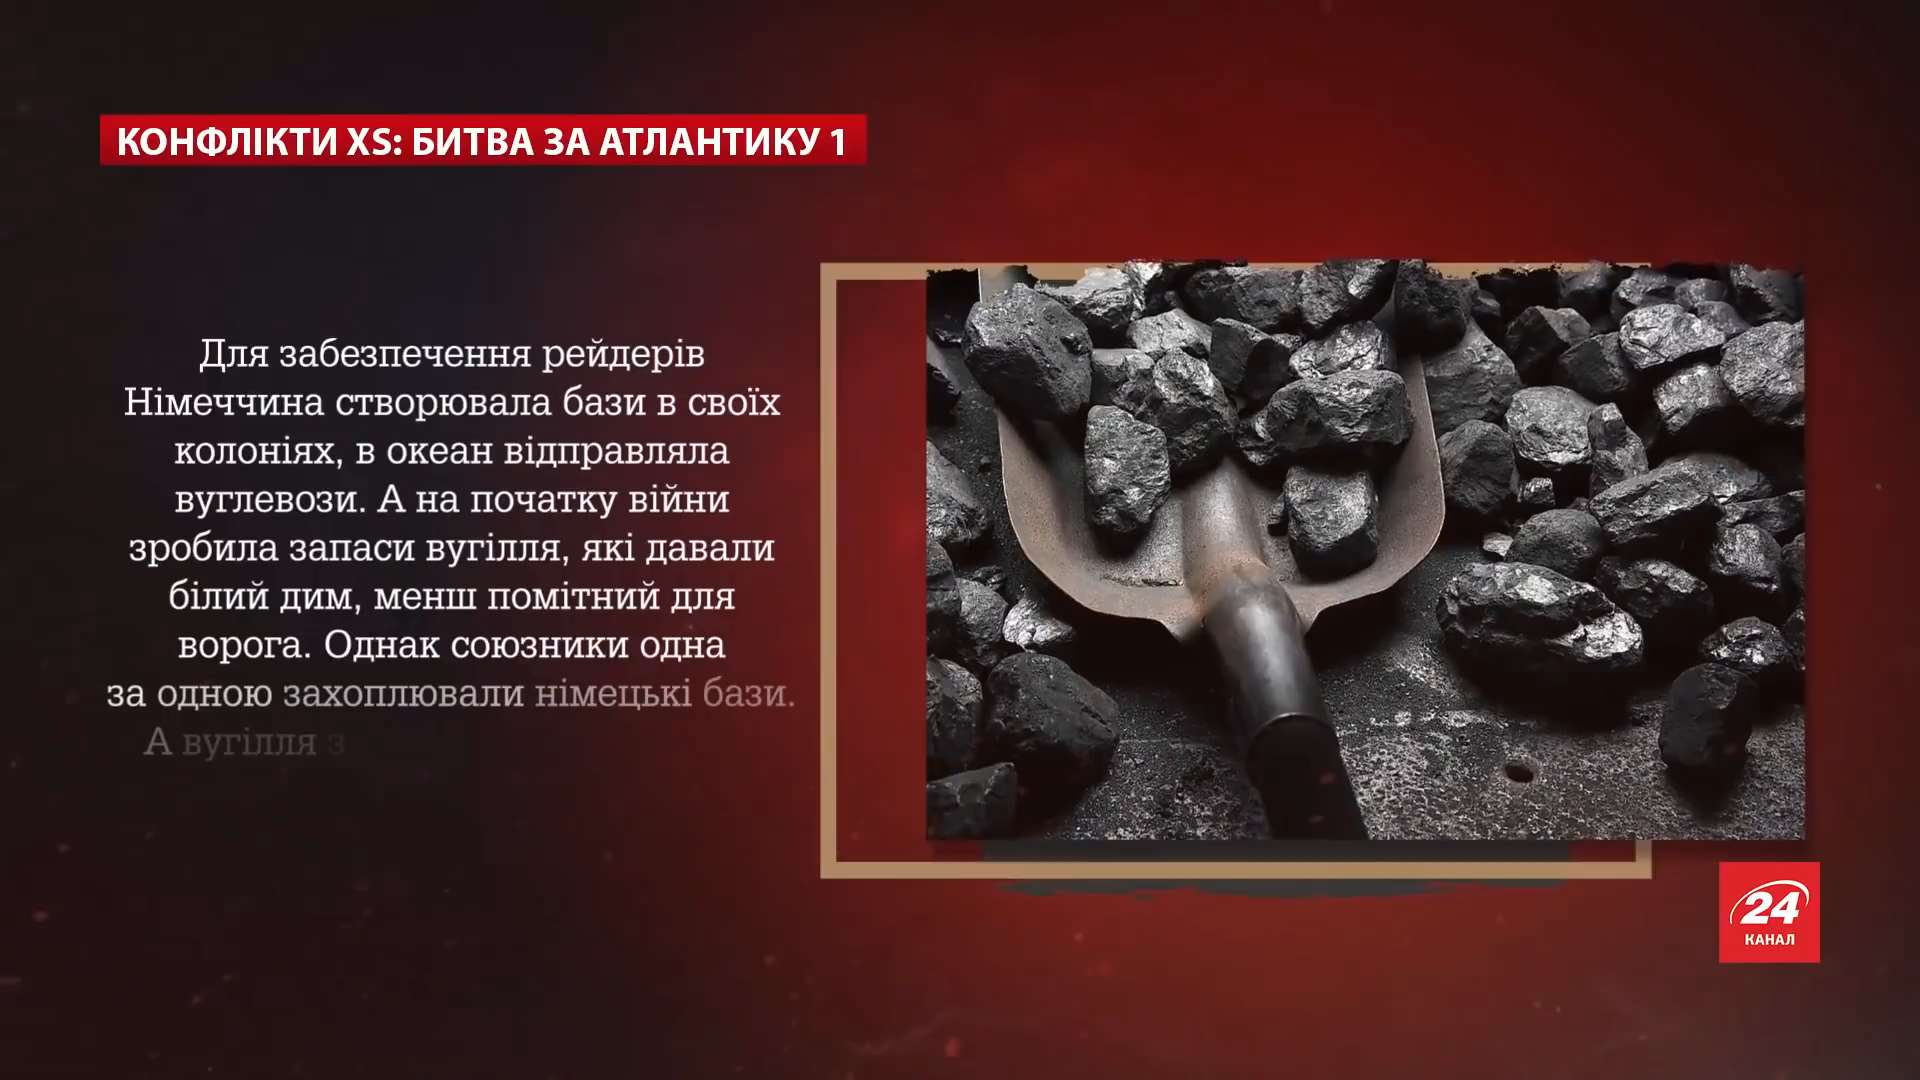 КОНФЛІКТИ XS: БИТВА ЗА АТЛАНТИКУ 1
Для забезпечення рейдерів
Німеччина створювала бази в своїх
колоніях, в океан відправляла
вуглевози. А на початку війни
зробила запаси вугілля, які давали
білий дим, менш помітний для
ворога. Однак союзники одна
за одною захоплювали німецькі бази.
А вугілля з
24
КАНАЛ